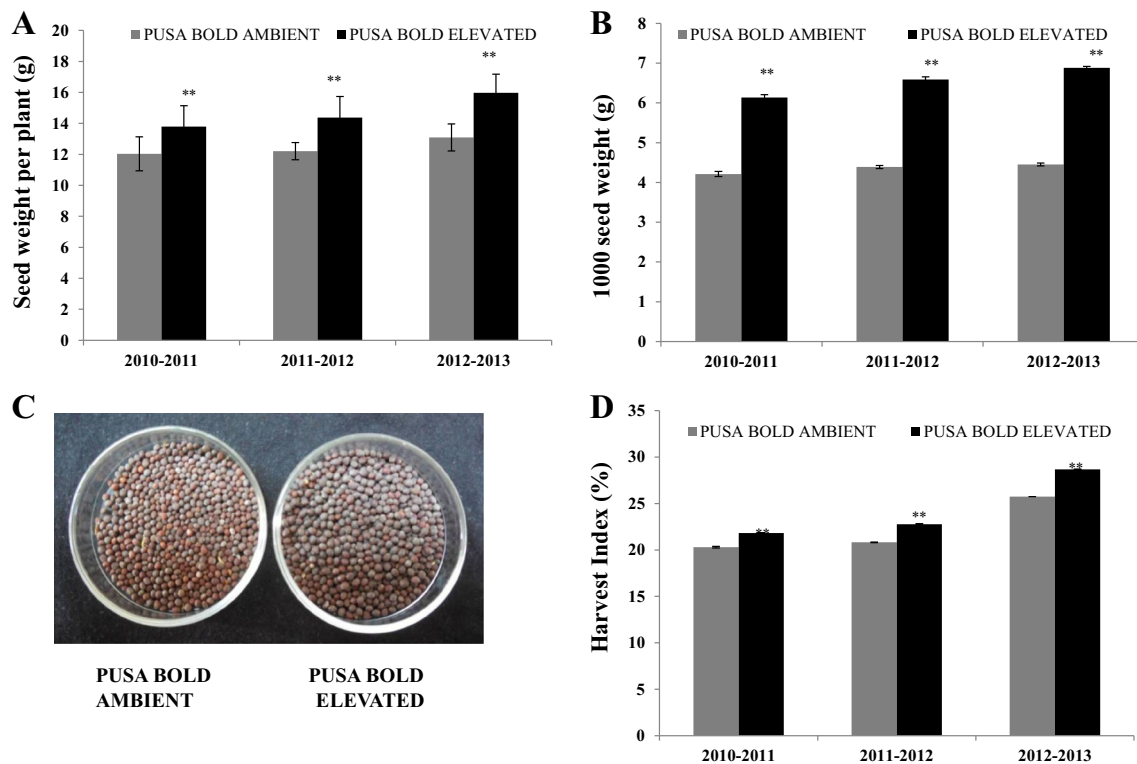 A
PUSA BOLD AMBIENT PUSA BOLD ELEVATED
Seed weight per plant (g)
20
18
16
14
12
10
8
6
4
2
0
** ** **
2010-2011 2011-2012 2012-2013
B
PUSA BOLD AMBIENT PUSA BOLD ELEVATED
1000 seed weight (g)
8
7
6
5
4
3
2
1
0
** ** **
2010-2011 2011-2012 2012-2013
C
PUSA BOLD PUSA BOLD
AMBIENT ELEVATED
D
PUSA BOLD AMBIENT PUSA BOLD ELEVATED
Harvest Index (%)
35
30
25
20
15
10
5
0
** ** **
2010-2011 2011-2012 2012-2013